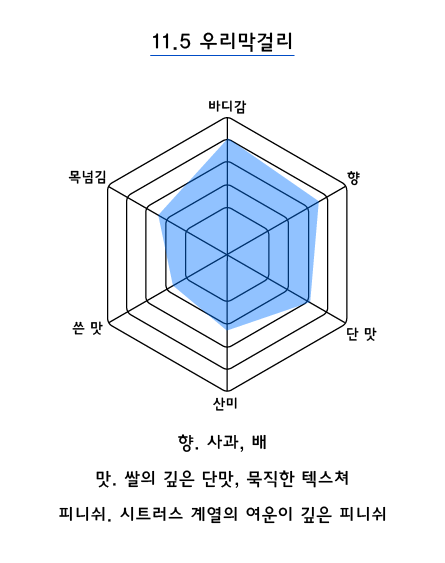 11.5 우리막걸리
바디감
목넘김
향
쓴 맛
단 맛
산미
향. 사과, 배
맛. 쌀의 깊은 단맛, 묵직한 텍스쳐
피니쉬. 시트러스 계열의 여운이 깊은 피니쉬